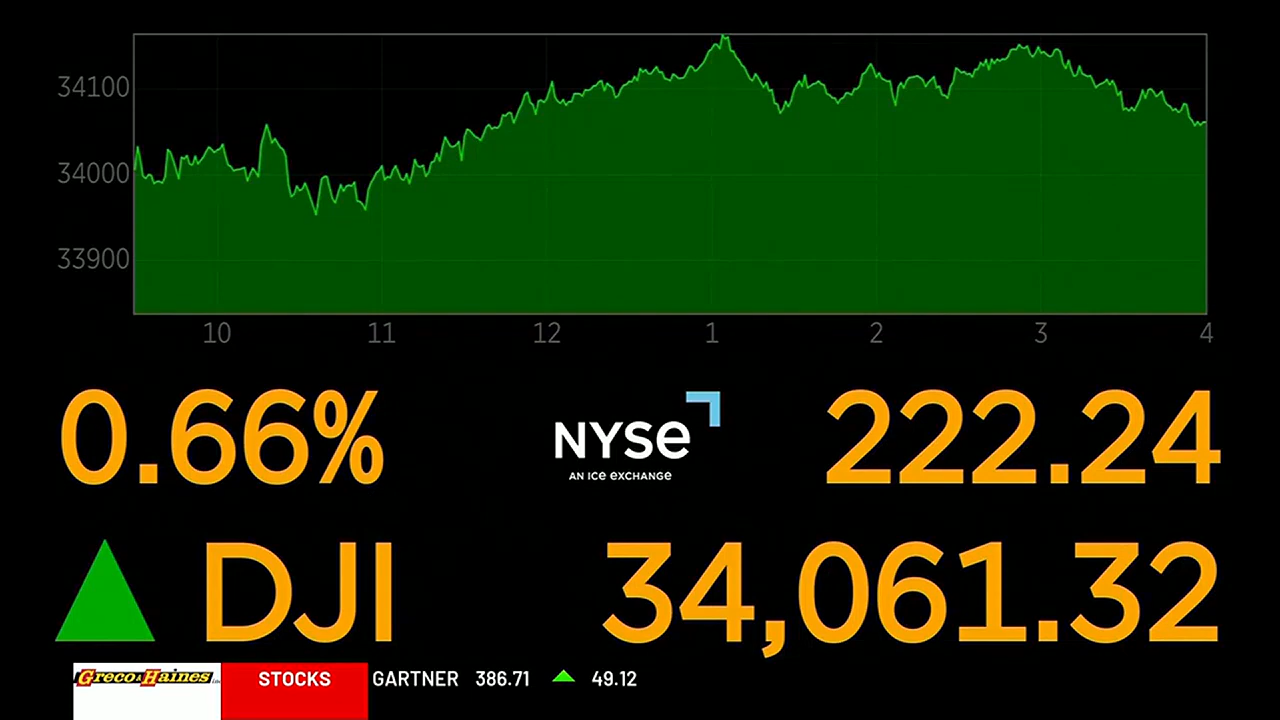 34100
34000
33900
10 11 12 1 2 3 4
0.66% NYSE 222.24
AN ICE EXCHANGE
DJI 34,061.32
Greco & Haines STOCKS GARTNER 386.71 49.12